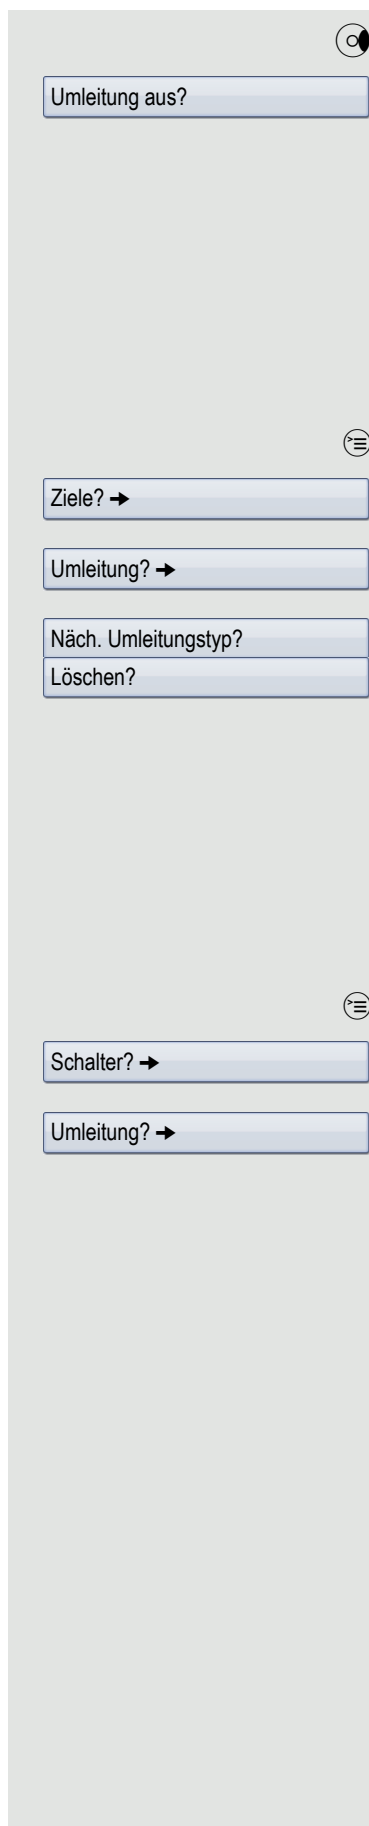 Umleitung aus?
Ziele? →
Umleitung? →
Näch. Umleitungstyp?
Löschen?
Schalter? →
Umleitung? →